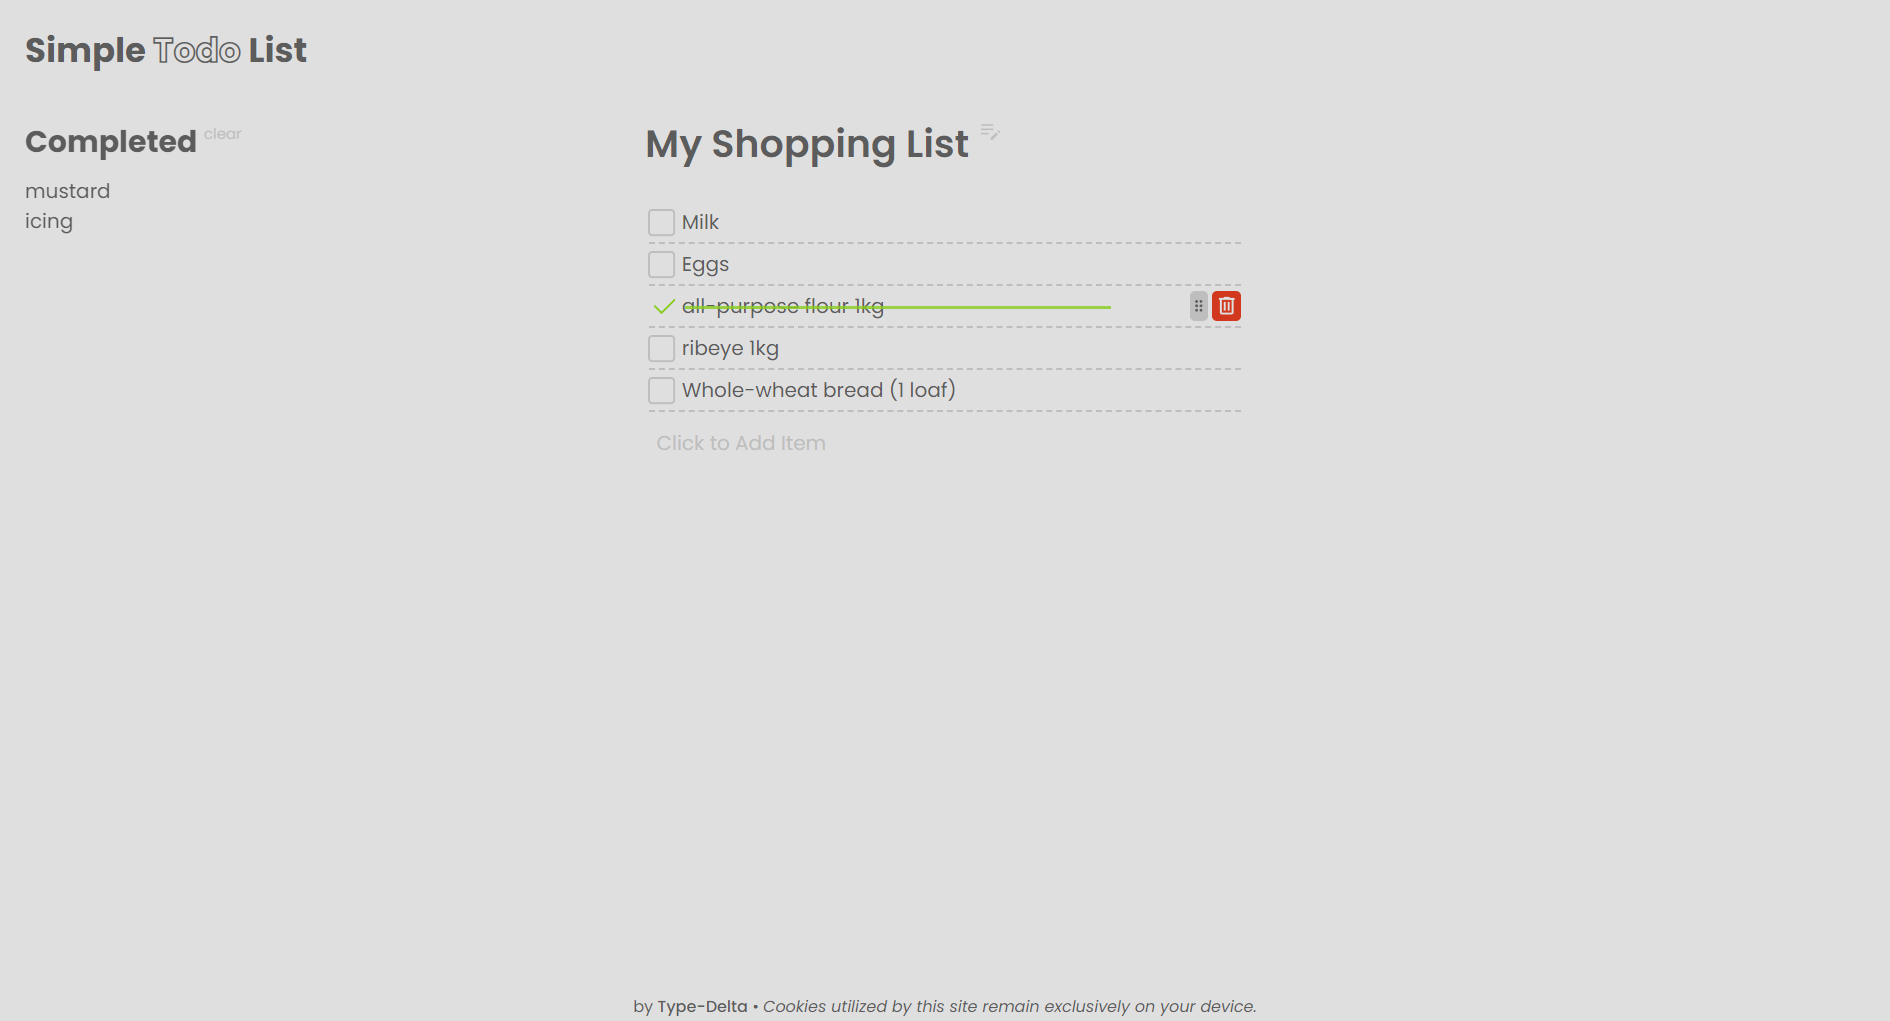 Simple Todo List
Completed clear
mustard
icing
My Shopping List
Milk
Eggs
all-purpose flour 1kg
ribeye 1kg
Whole-wheat bread (1 loaf)
Click to Add Item
by Type-Delta • Cookies utilized by this site remain exclusively on your device.